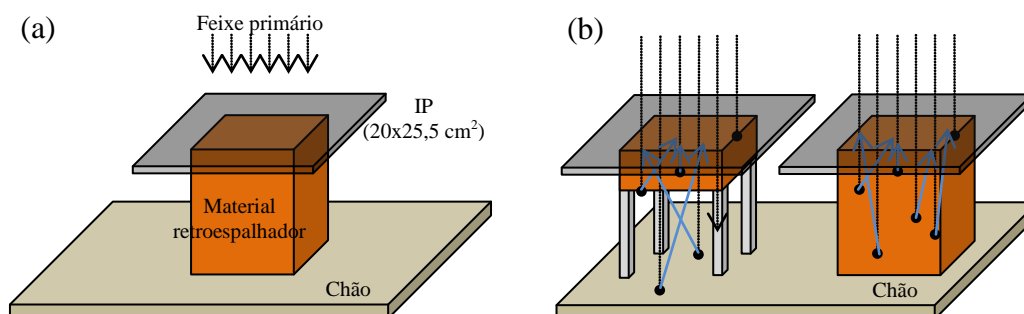 (a)
Feixe primário
IP
(20x25,5 cm²)
Material
retroespalhador
Chão
(b)
Chão